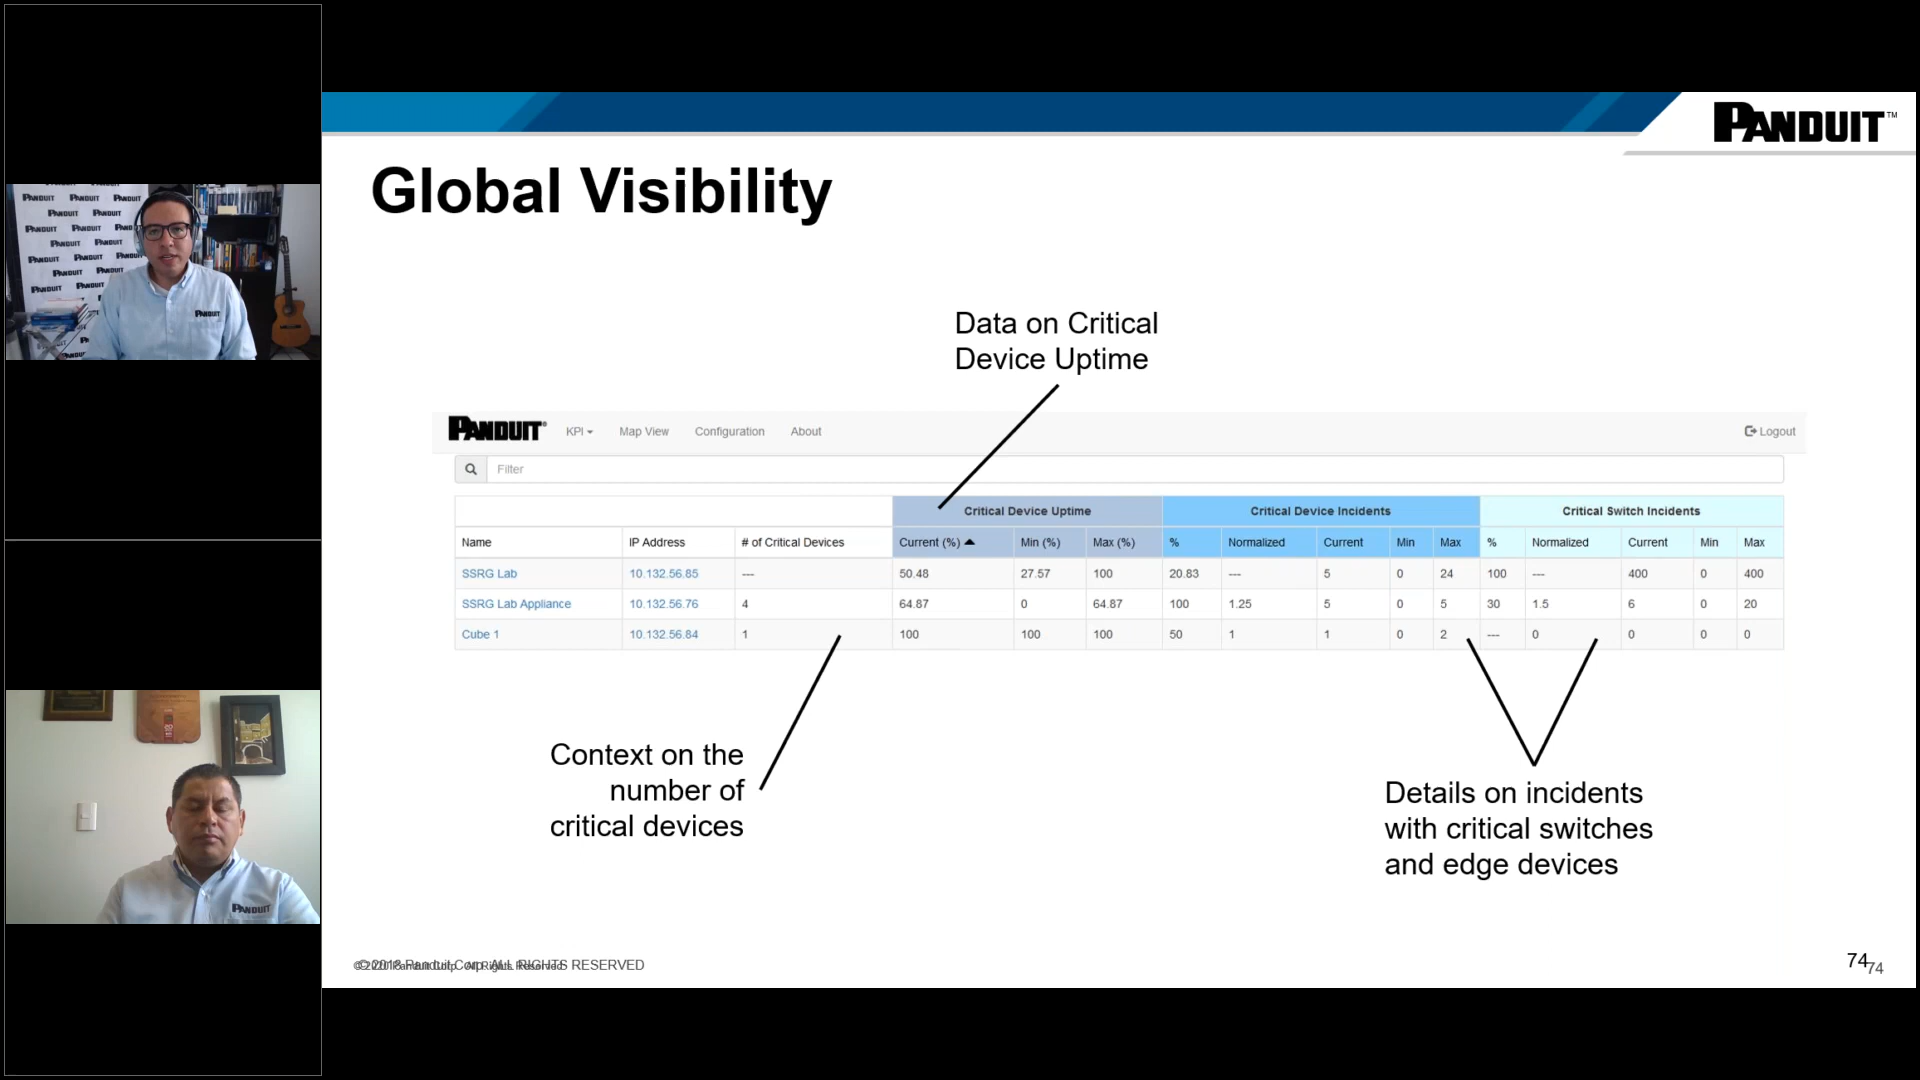 PANDUIT™
Global Visibility
Data on Critical
Device Uptime
PANDUIT® KPI Map View Configuration About Logout
Filter
Critical Device Uptime Critical Device Incidents Critical Switch Incidents
Name IP Address # of Critical Devices Current (%) Min (%) Max (%) % Normalized Current Min Max % Normalized Current Min Max
SSRG Lab 10.132.56.85 --- 50.48 27.57 100 20.83 --- 5 0 24 100 --- 400 0 400
SSRG Lab Appliance 10.132.56.76 4 64.87 0 64.87 100 1.25 5 0 5 30 1.5 6 0 20
Cube 1 10.132.56.84 1 100 100 100 50 1 1 0 2 --- 0 0 0 0
Context on the
number of
critical devices
Details on incidents
with critical switches
and edge devices
© 2018 Panduit Corp. ALL RIGHTS RESERVED
74
74
PANDUIT
PANDUIT